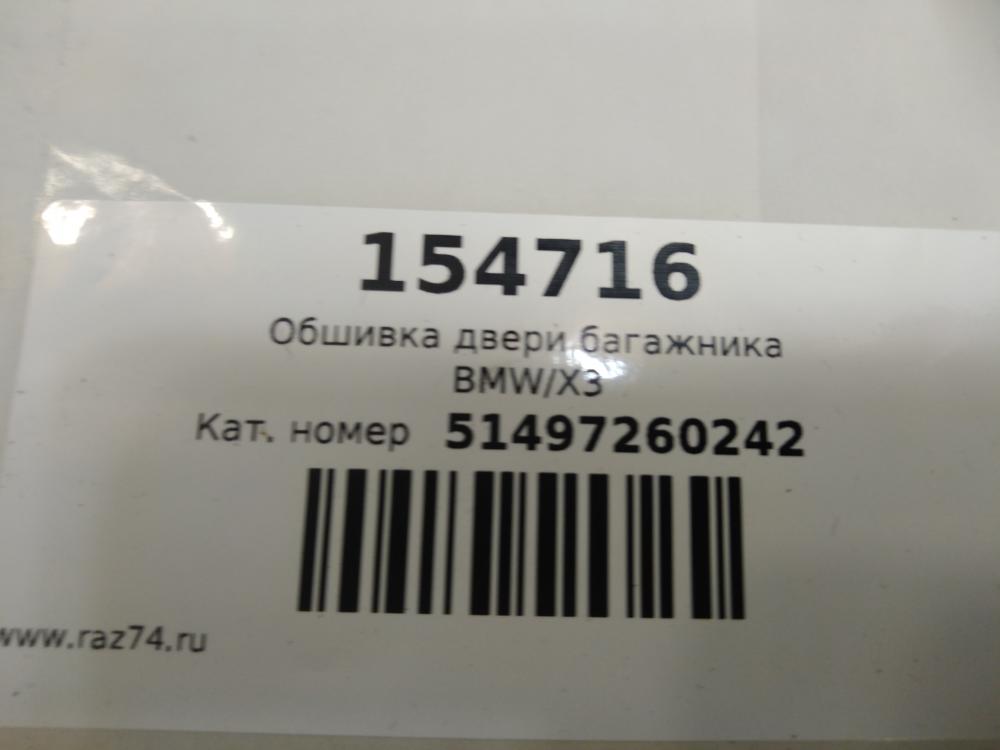 154716
Обшивка двери багажника
BMW/X3
Кат. номер 51497260242
www.raz74.ru